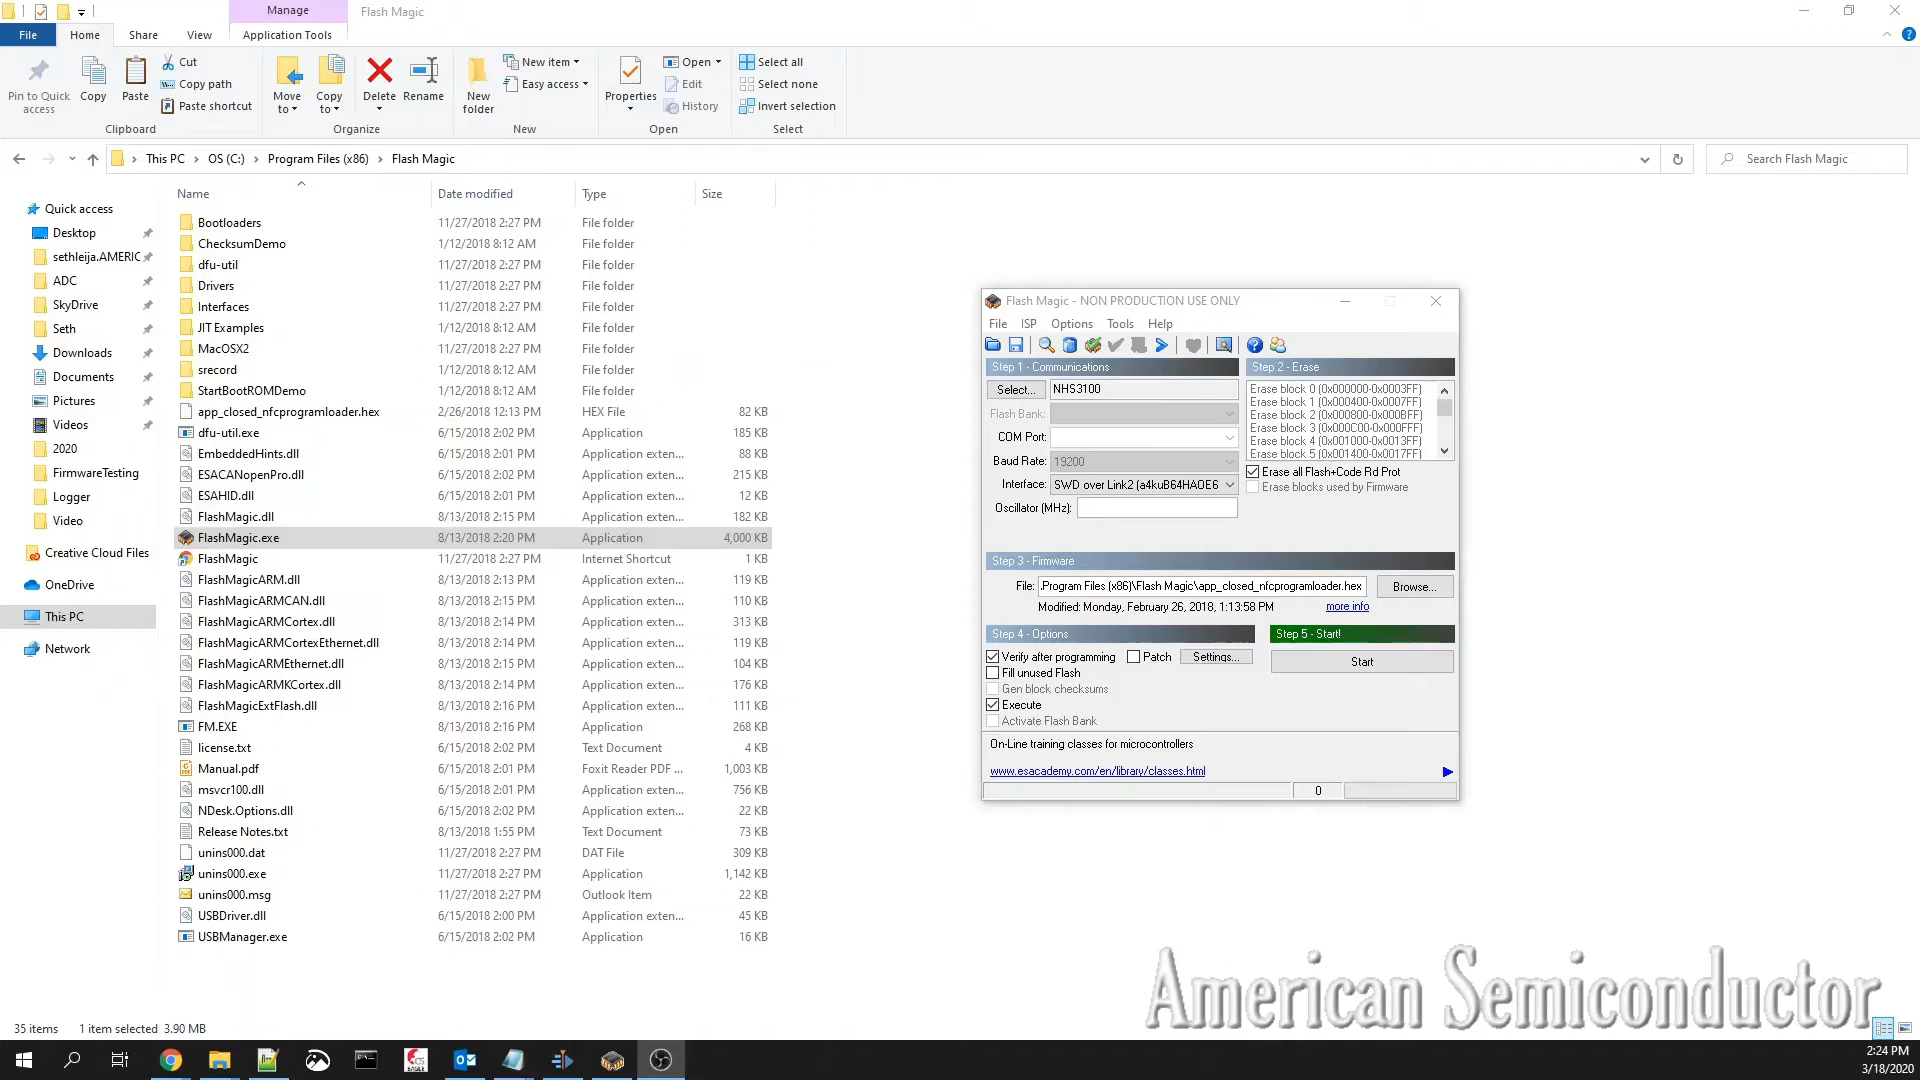 Manage Flash Magic
File Home Share View Application Tools
Pin to Quick access
Copy
Paste
Cut
Copy path
Paste shortcut
Clipboard
Move to
Copy to
Delete
Rename
Organize
New folder
New item
Easy access
New
Properties
Open
Edit
History
Open
Select all
Select none
Invert selection
Select
This PC > OS (C:) > Program Files (x86) > Flash Magic
Search Flash Magic
Quick access
Desktop
sethleija.AMERIC
ADC
SkyDrive
Seth
Downloads
Documents
Pictures
Videos
2020
FirmwareTesting
Logger
Video
Creative Cloud Files
OneDrive
This PC
Network
Name Date modified Type Size
Bootloaders 11/27/2018 2:27 PM File folder
ChecksumDemo 1/12/2018 8:12 AM File folder
dfu-util 11/27/2018 2:27 PM File folder
Drivers 11/27/2018 2:27 PM File folder
Interfaces 11/27/2018 2:27 PM File folder
JIT Examples 1/12/2018 8:12 AM File folder
MacOSX2 11/27/2018 2:27 PM File folder
srecord 1/12/2018 8:12 AM File folder
StartBootROMDemo 1/12/2018 8:12 AM File folder
app_closed_nfcprogramloader.hex 2/26/2018 12:13 PM HEX File 82 KB
dfu-util.exe 6/15/2018 2:02 PM Application 185 KB
EmbeddedHints.dll 6/15/2018 2:01 PM Application exten... 88 KB
ESACANopenPro.dll 6/15/2018 2:02 PM Application exten... 215 KB
ESAHID.dll 6/15/2018 2:01 PM Application exten... 12 KB
FlashMagic.dll 8/13/2018 2:15 PM Application exten... 182 KB
FlashMagic.exe 8/13/2018 2:20 PM Application 4,000 KB
FlashMagic 11/27/2018 2:27 PM Internet Shortcut 1 KB
FlashMagicARM.dll 8/13/2018 2:13 PM Application exten... 119 KB
FlashMagicARMCAN.dll 8/13/2018 2:15 PM Application exten... 110 KB
FlashMagicARMCortex.dll 8/13/2018 2:14 PM Application exten... 313 KB
FlashMagicARMCortexEthernet.dll 8/13/2018 2:14 PM Application exten... 119 KB
FlashMagicARMEthernet.dll 8/13/2018 2:15 PM Application exten... 104 KB
FlashMagicARMKCortex.dll 8/13/2018 2:14 PM Application exten... 176 KB
FlashMagicExtFlash.dll 8/13/2018 2:16 PM Application exten... 111 KB
FM.EXE 8/13/2018 2:16 PM Application 268 KB
license.txt 6/15/2018 2:02 PM Text Document 4 KB
Manual.pdf 6/15/2018 2:01 PM Foxit Reader PDF ... 1,003 KB
msvcr100.dll 6/15/2018 2:01 PM Application exten... 756 KB
NDesk.Options.dll 6/15/2018 2:02 PM Application exten... 22 KB
Release Notes.txt 8/13/2018 1:55 PM Text Document 73 KB
unins000.dat 11/27/2018 2:27 PM DAT File 309 KB
unins000.exe 11/27/2018 2:27 PM Application 1,142 KB
unins000.msg 11/27/2018 2:27 PM Outlook Item 22 KB
USBDriver.dll 6/15/2018 2:00 PM Application exten... 45 KB
USBManager.exe 6/15/2018 2:02 PM Application 16 KB
Flash Magic - NON PRODUCTION USE ONLY
File ISP Options Tools Help
Step 1 - Communications
Select... NHS3100
Flash Bank:
COM Port:
Baud Rate: 19200
Interface: SWD over Link2 (a4kuB64HAOE6
Oscillator (MHz):
Step 2 - Erase
Erase block 0 (0x000000-0x0003FF)
Erase block 1 (0x000400-0x0007FF)
Erase block 2 (0x000800-0x000BFF)
Erase block 3 (0x000C00-0x000FFF)
Erase block 4 (0x001000-0x0013FF)
Erase block 5 (0x001400-0x0017FF)
Erase all Flash+Code Rd Prot
Erase blocks used by Firmware
Step 3 - Firmware
File: :Program Files (x86)\Flash Magic\app_closed_nfcprogramloader.hex Browse...
Modified: Monday, February 26, 2018, 1:13:58 PM more info
Step 4 - Options
Verify after programming Patch Settings...
Fill unused Flash
Gen block checksums
Execute
Activate Flash Bank
Step 5 - Start!
Start
On-Line training classes for microcontrollers
www.esacademy.com/en/library/classes.html
0
American Semiconductor
35 items 1 item selected 3.90 MB
EAGLE
2:24 PM
3/18/2020